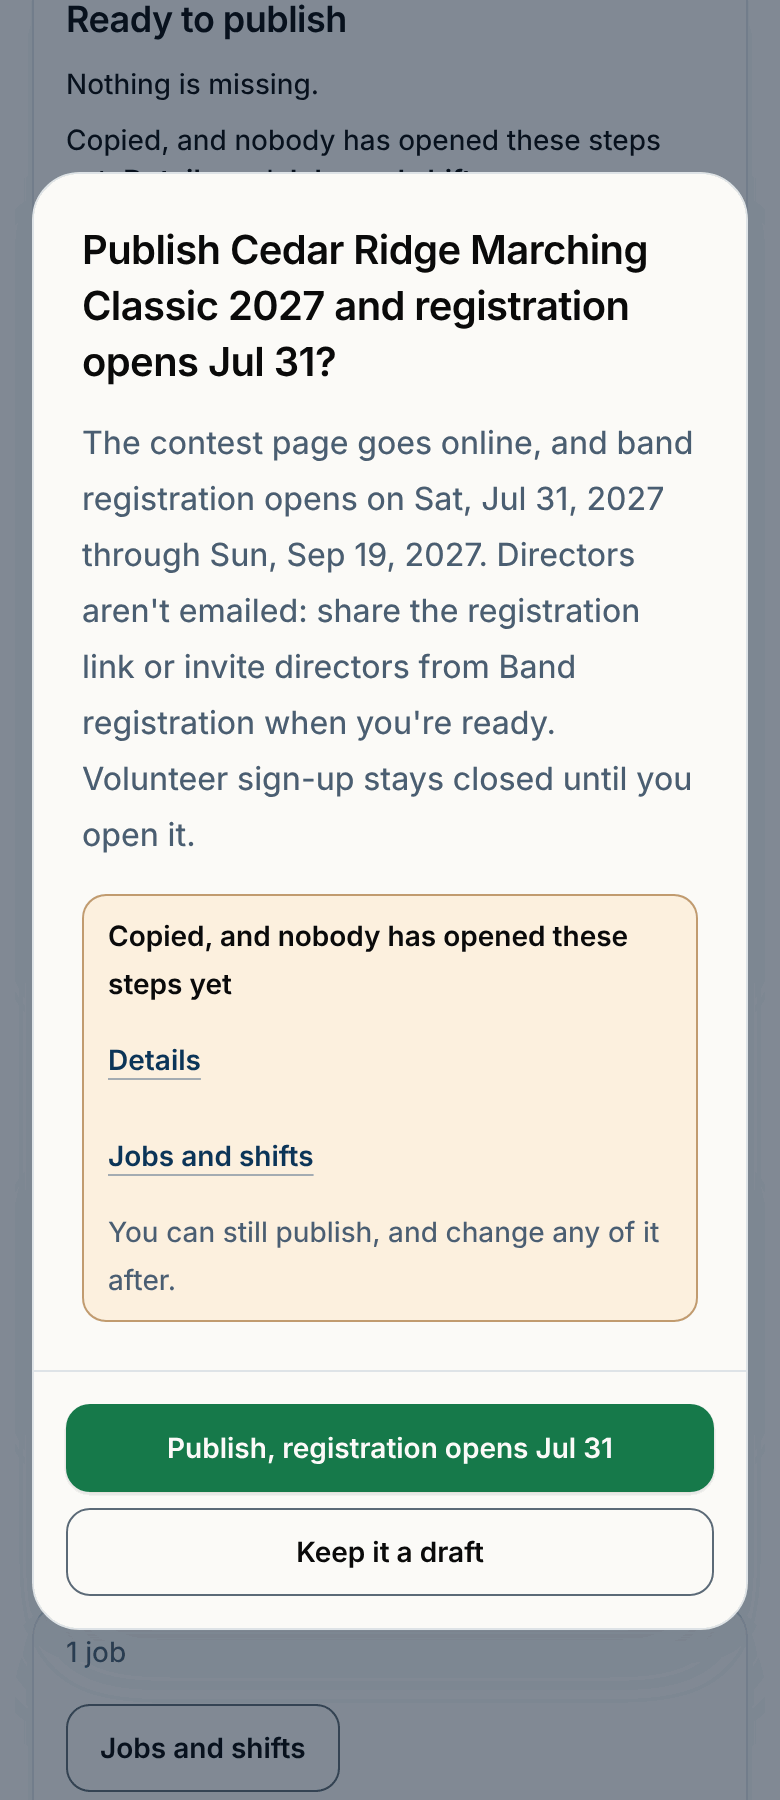 Ready to publish
Nothing is missing.
Copied, and nobody has opened these steps
Publish Cedar Ridge Marching
Classic 2027 and registration
opens Jul 31?
The contest page goes online, and band
registration opens on Sat, Jul 31, 2027
through Sun, Sep 19, 2027. Directors
aren't emailed: share the registration
link or invite directors from Band
registration when you're ready.
Volunteer sign-up stays closed until you
open it.
Copied, and nobody has opened these
steps yet
Details
Jobs and shifts
You can still publish, and change any of it
after.
Publish, registration opens Jul 31
Keep it a draft
1 job
Jobs and shifts